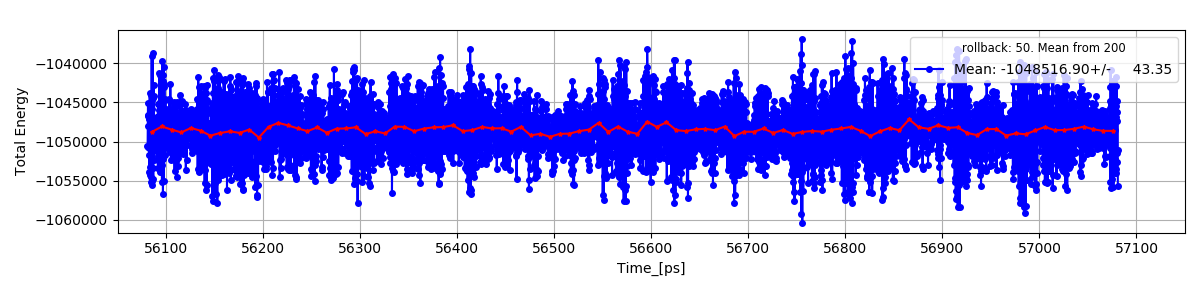 rollback: 50. Mean from 200
Mean: -1048516.90+/- 43.35
Total Energy
−1040000
−1045000
−1050000
−1055000
−1060000
56100 56200 56300 56400 56500 56600 56700 56800 56900 57000 57100
Time_[ps]